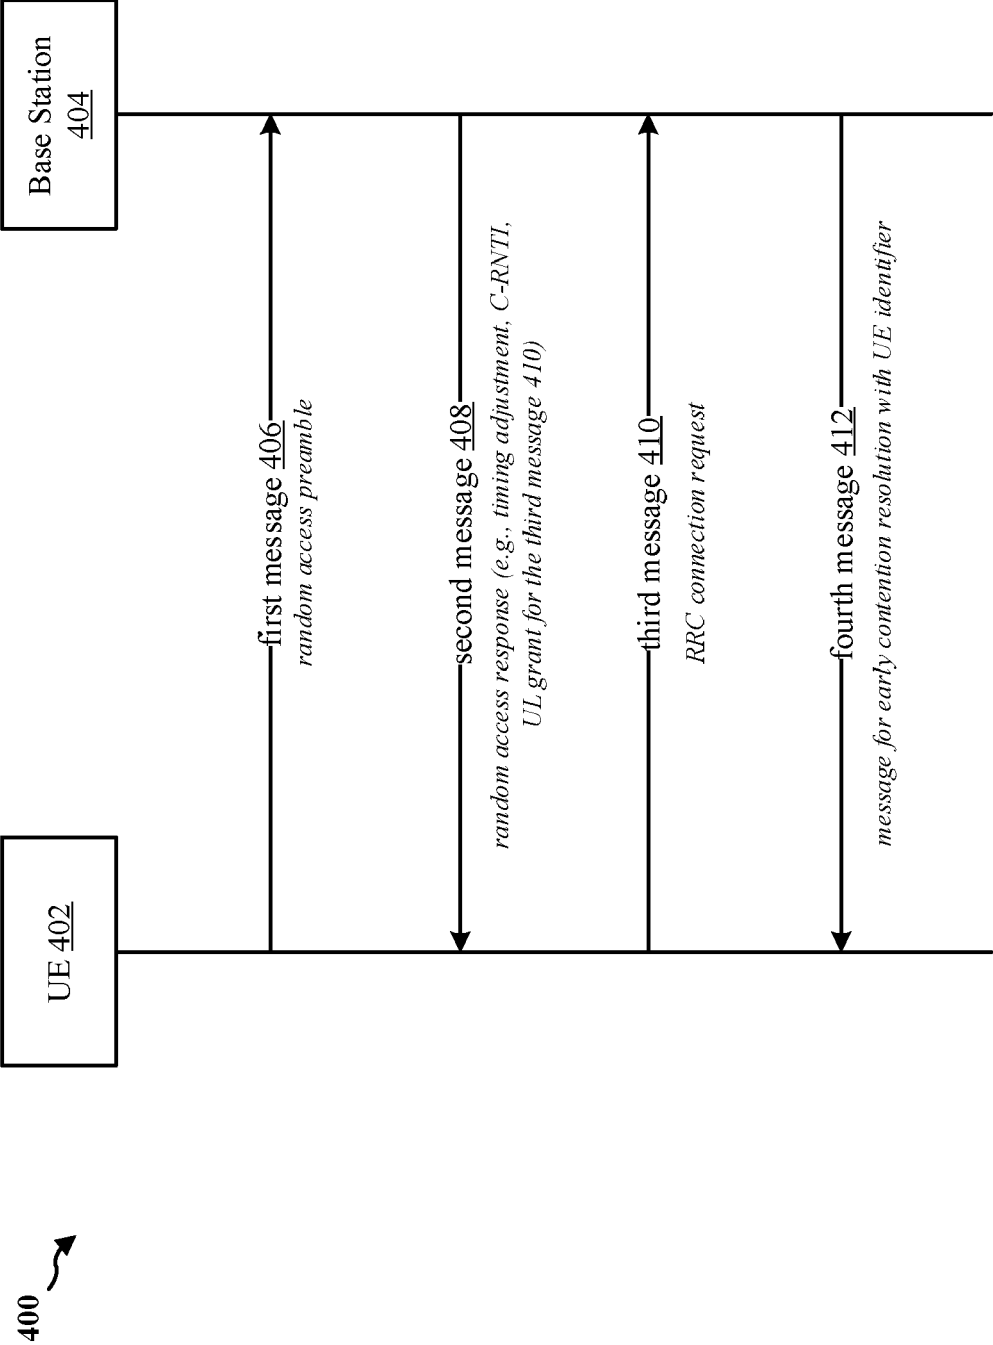 400
UE 402
Base Station
404
first message 406
random access preamble
second message 408
random access response (e.g., timing adjustment, C-RNTI,
UL grant for the third message 410)
third message 410
RRC connection request
fourth message 412
message for early contention resolution with UE identifier